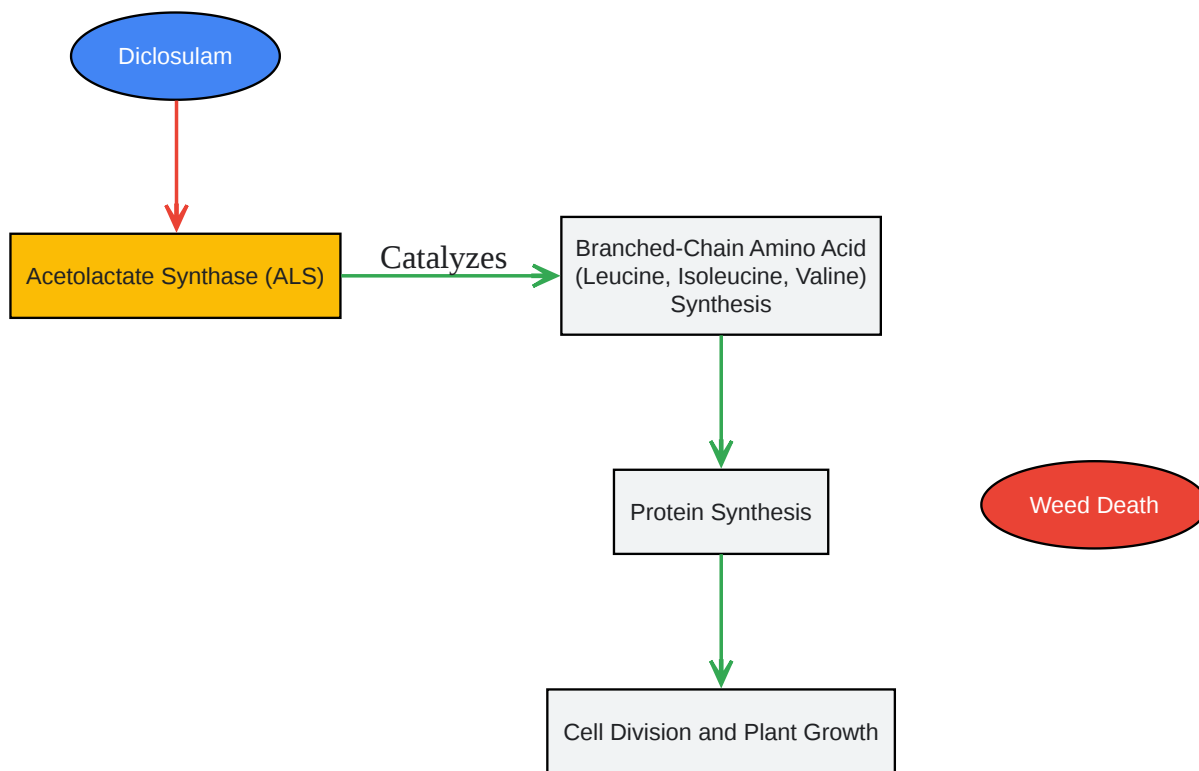 Diclosulam
Acetolactate Synthase (ALS)
Catalyzes
Branched-Chain Amino Acid
(Leucine, Isoleucine, Valine)
Synthesis
Protein Synthesis
Weed Death
Cell Division and Plant Growth